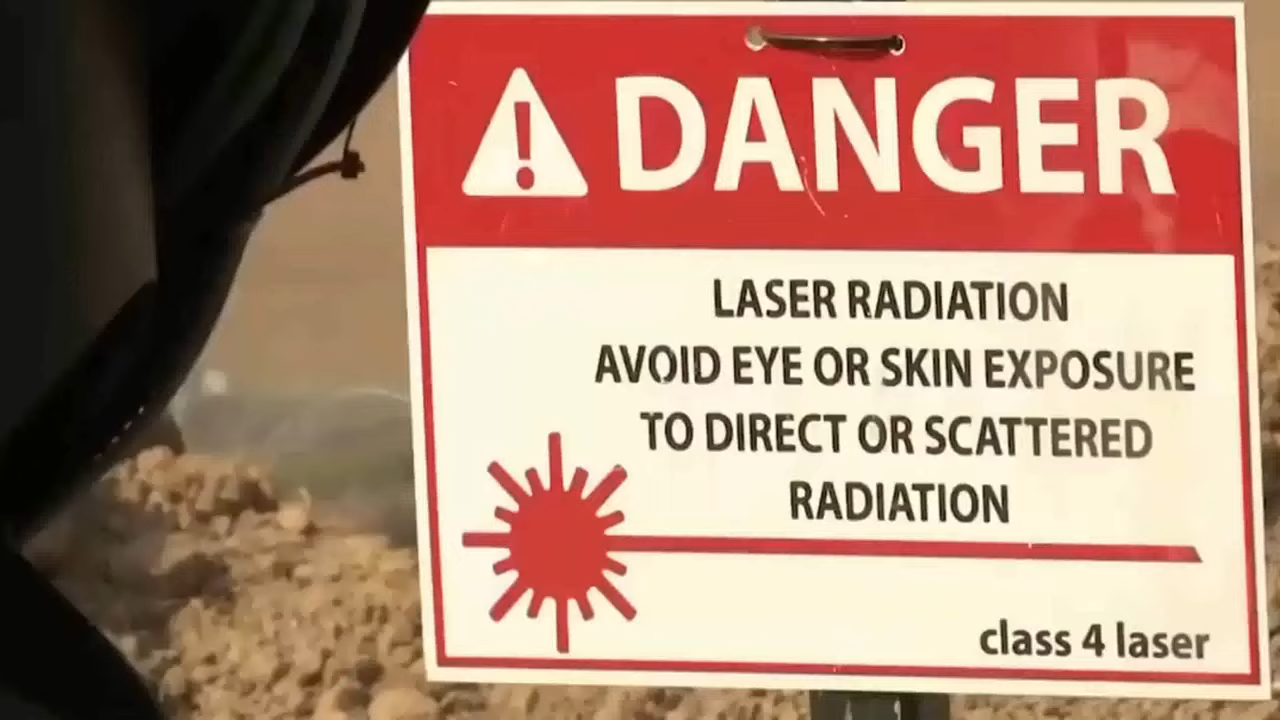 DANGER
LASER RADIATION
AVOID EYE OR SKIN EXPOSURE
TO DIRECT OR SCATTERED
RADIATION
class 4 laser